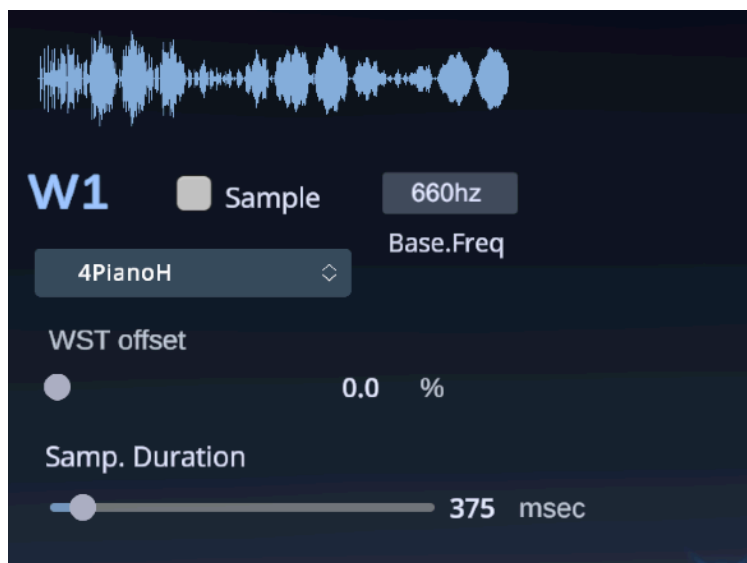 W1
Sample
660hz
Base.Freq
4PianoH
WST offset
0.0 %
Samp. Duration
375 msec